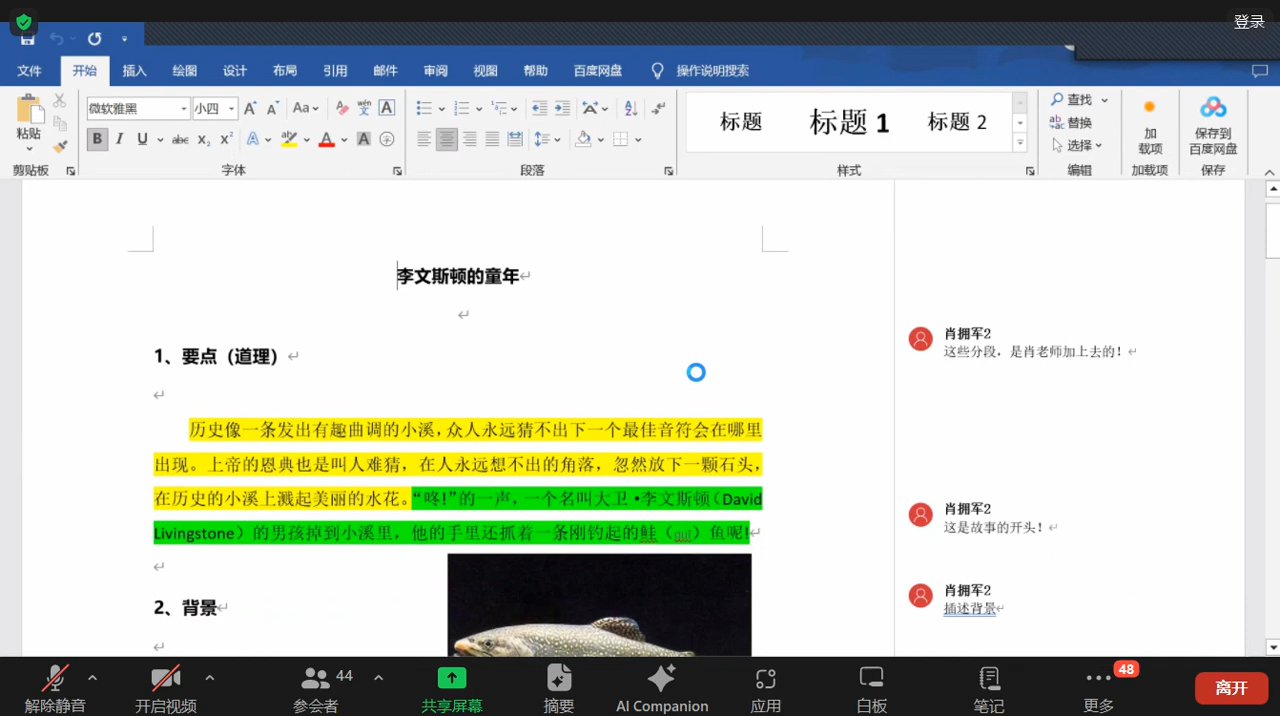 登录
文件 开始 插入 绘图 设计 布局 引用 邮件 审阅 视图 帮助 百度网盘 操作说明搜索
微软雅黑 小四 Aa wén 文 A
标题 标题 1 标题 2
查找
替换
选择
粘贴
B I U abc X₂ X² A ab A A 字
加载项
保存到百度网盘
剪贴板 字体 段落 样式 编辑 加载项 保存
李文斯顿的童年
1、要点（道理）
历史像一条发出有趣曲调的小溪，众人永远猜不出下一个最佳音符会在哪里
出现。上帝的恩典也是叫人难猜，在人永远想不出的角落，忽然放下一颗石头，
在历史的小溪上溅起美丽的水花。“咚!”的一声，一个名叫大卫·李文斯顿（David
Livingstone）的男孩掉到小溪里，他的手里还抓着一条刚钓起的鲑（gui）鱼呢!
2、背景
肖拥军2
这些分段，是肖老师加上去的！
肖拥军2
这是故事的开头！
肖拥军2
插述背景
44 48
解除静音 开启视频 参会者 共享屏幕 摘要 AI Companion 应用 白板 笔记 更多 离开